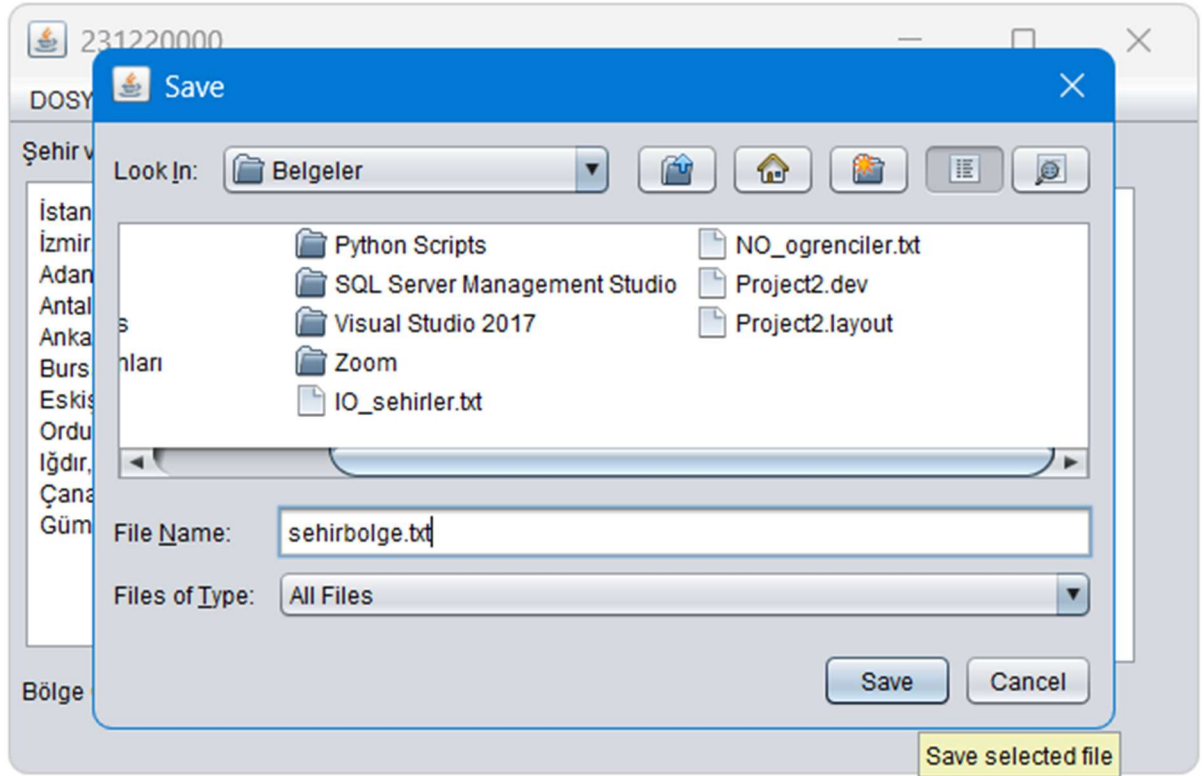 231220000
DOSY
Save
Şehir v
Look In: Belgeler
İstan
İzmir
Adan
Antal
Anka
Burs
Eskiş
Ordu
Iğdır,
Çana
Güm
s
nları
Python Scripts
SQL Server Management Studio
Visual Studio 2017
Zoom
IO_sehirler.txt
NO_ogrenciler.txt
Project2.dev
Project2.layout
File Name: sehirbolge.txt
Files of Type: All Files
Save Cancel
Bölge
Save selected file